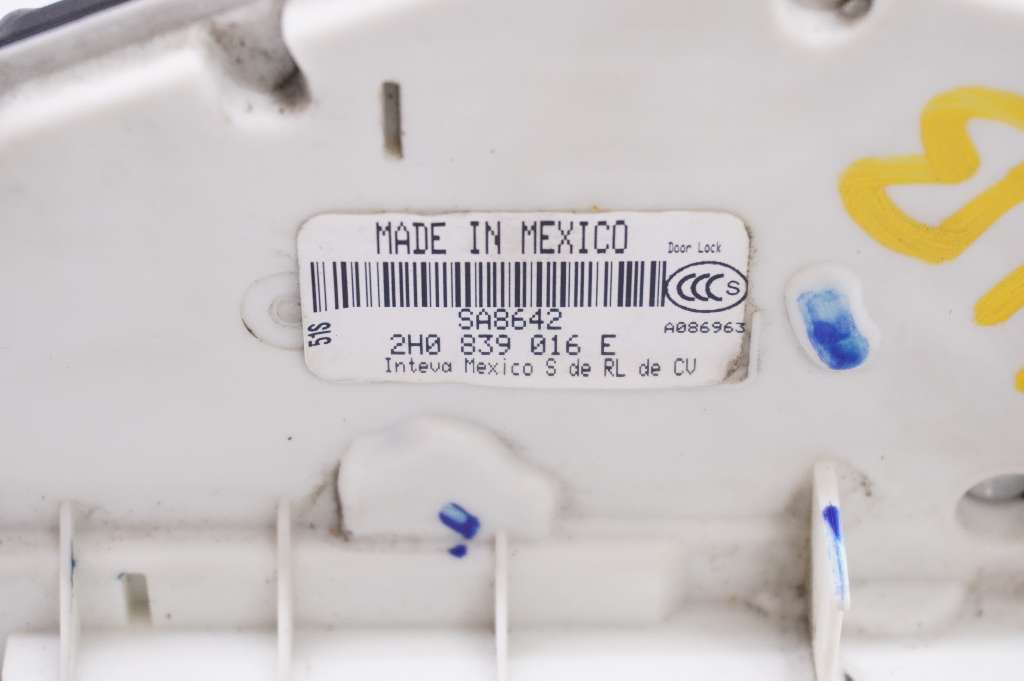 MADE IN MEXICO
Door Lock
CCC S
SA8642
A086963
51S
2H0 839 016 E
Inteva Mexico S de RL de CV